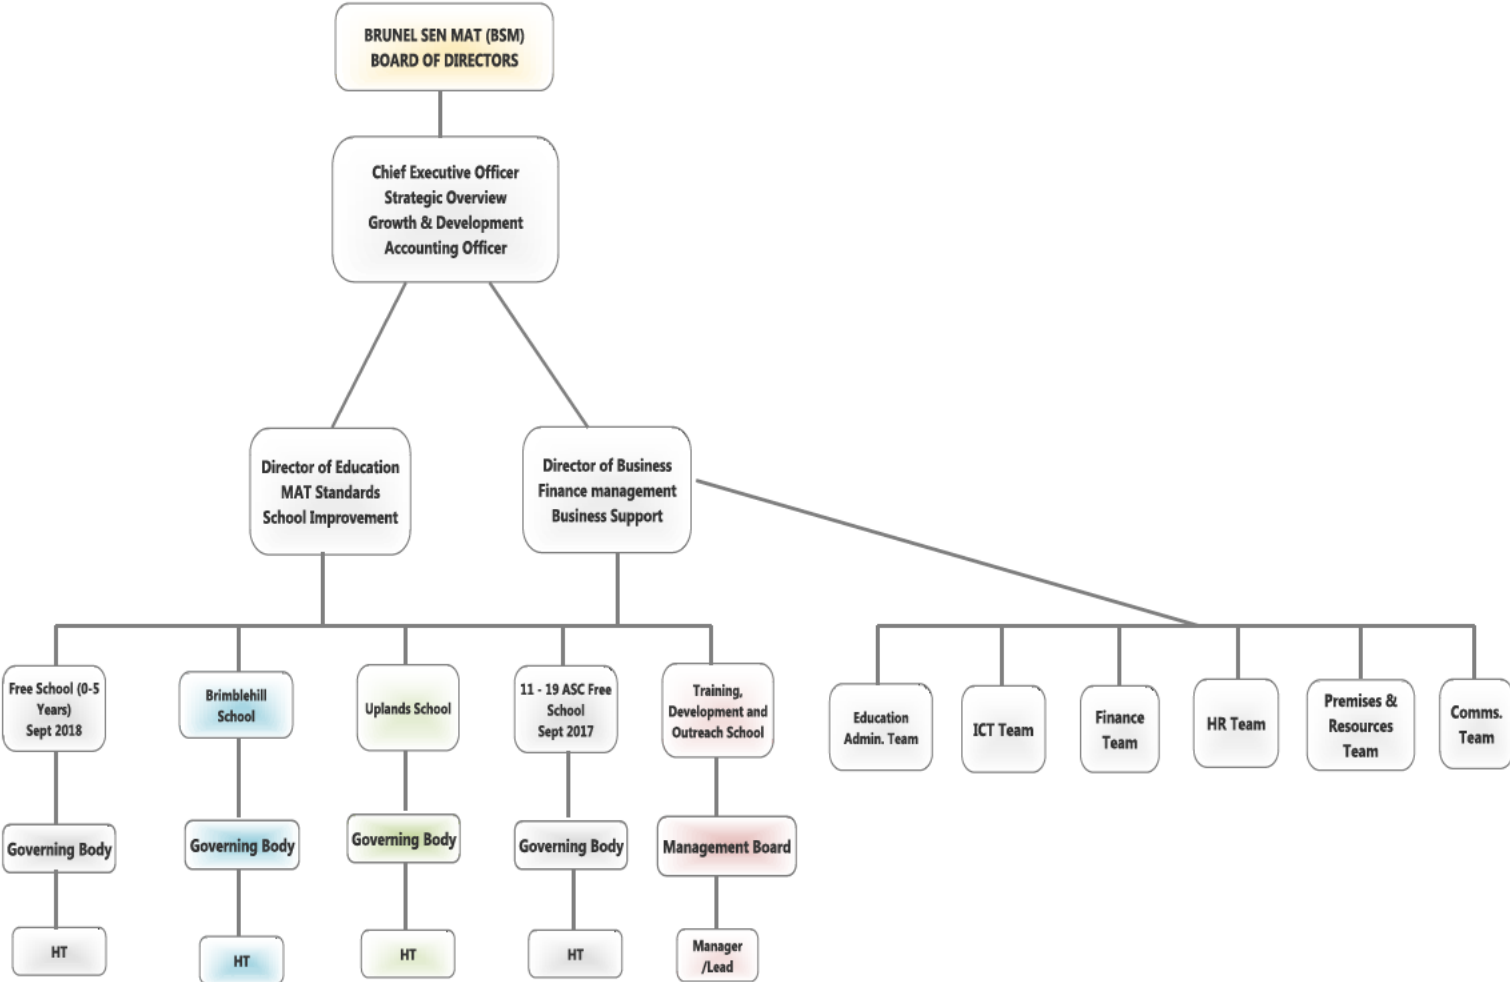 BRUNEL SEN MAT (BSM)
BOARD OF DIRECTORS
Chief Executive Officer
Strategic Overview
Growth & Development
Accounting Officer
Director of Education
MAT Standards
School Improvement
Director of Business
Finance management
Business Support
Free School (0-5
Years)
Sept 2018
Brimblehill
School
Uplands School
11 - 19 ASC Free
School
Sept 2017
Training,
Development and
Outreach School
Education
Admin. Team
ICT Team
Finance
Team
HR Team
Premises &
Resources
Team
Comms.
Team
Governing Body
Governing Body
Governing Body
Governing Body
Management Board
HT
HT
HT
HT
Manager
/Lead